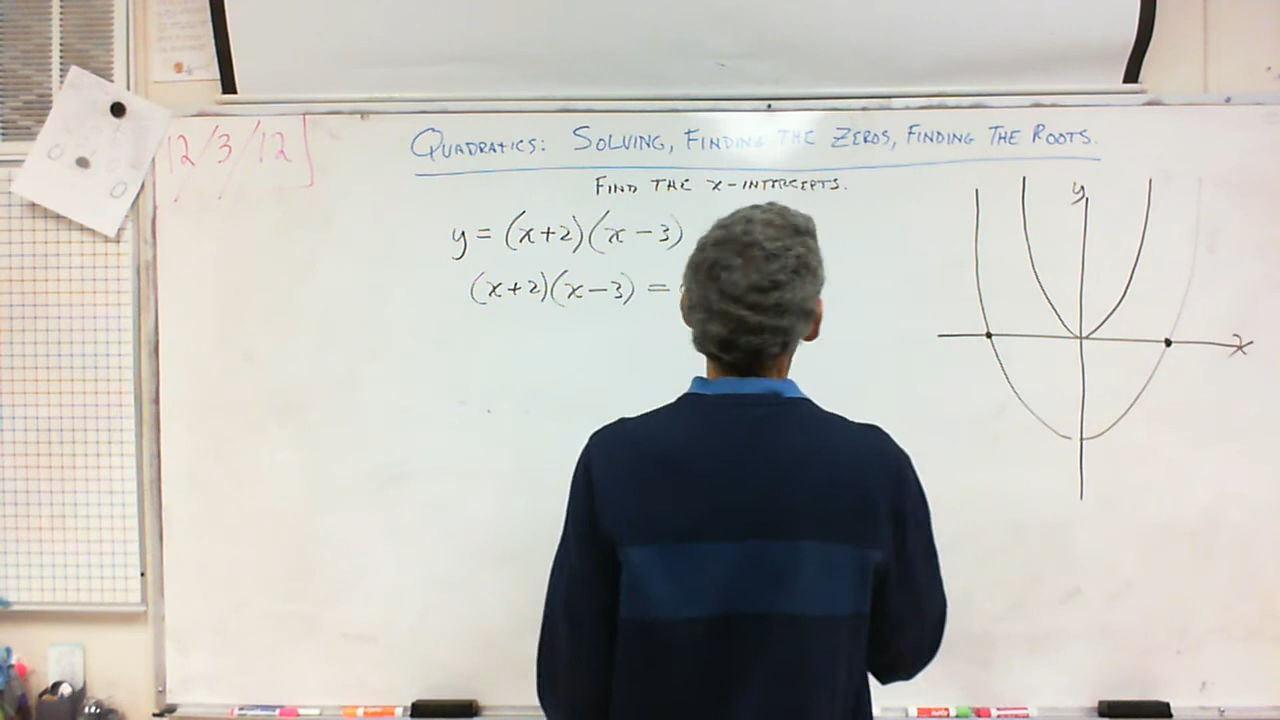 12/3/12
QUADRATICS: SOLVING, FINDING THE ZEROS, FINDING THE ROOTS.
FIND THE X-INTERCEPTS.
y = (x+2)(x-3)
(x+2)(x-3) =
y
x